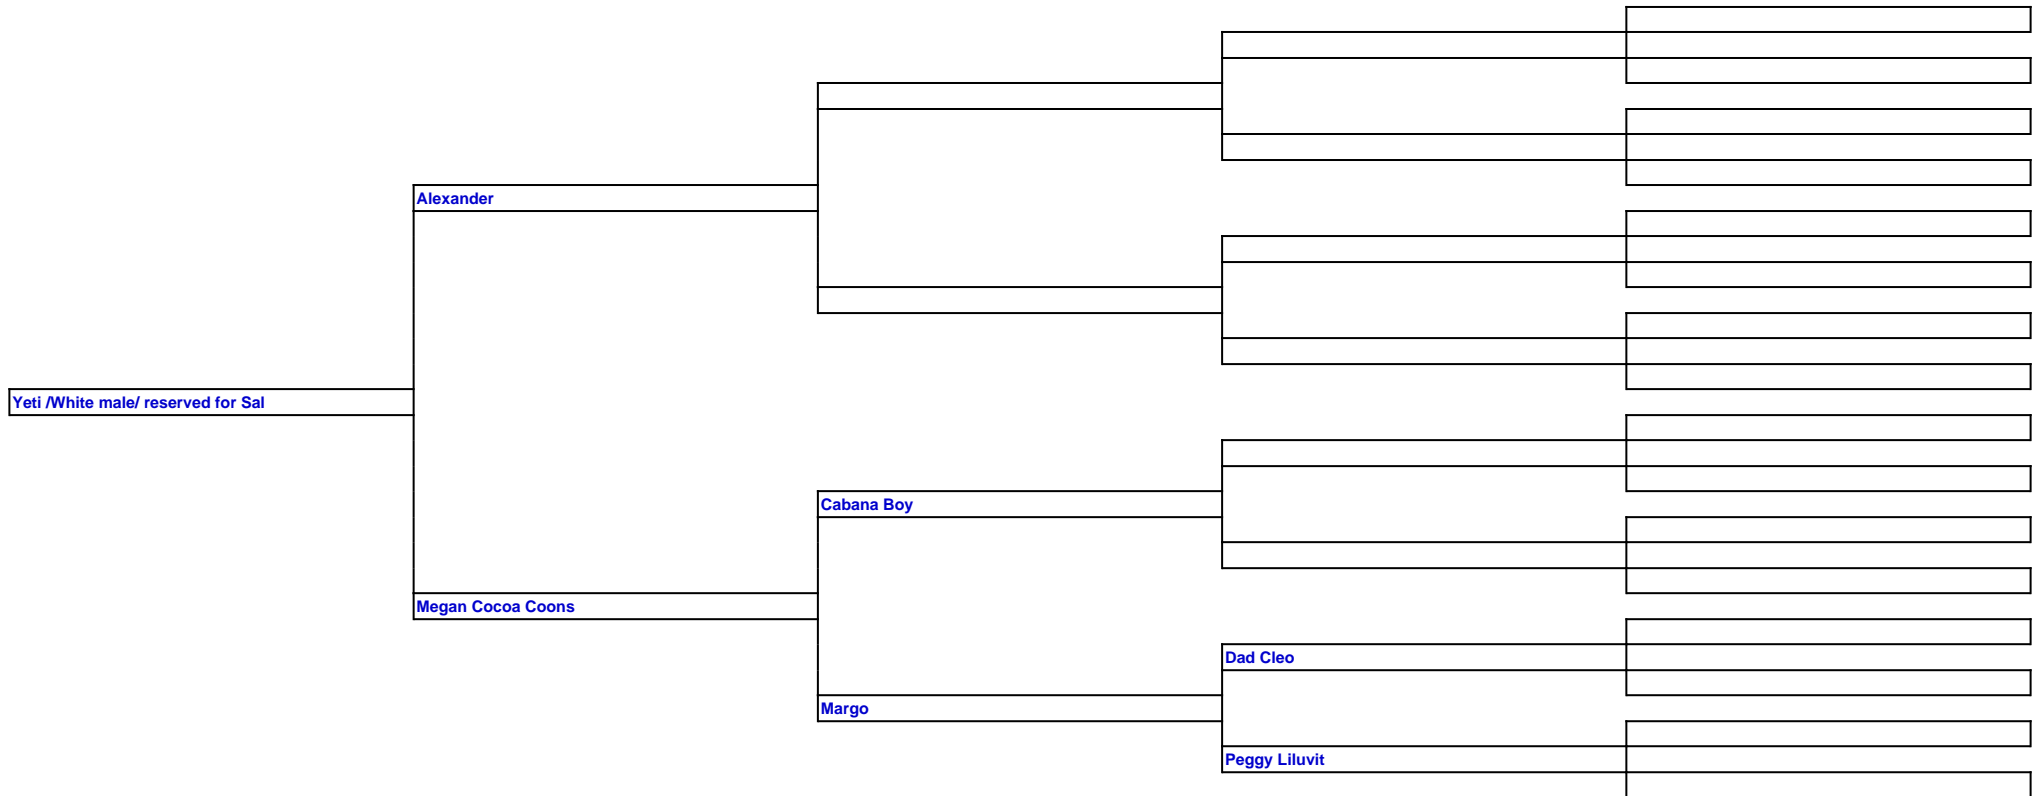 Alexander
Yeti /White male/ reserved for Sal
Cabana Boy
Megan Cocoa Coons
Dad Cleo
Margo
Peggy Liluvit